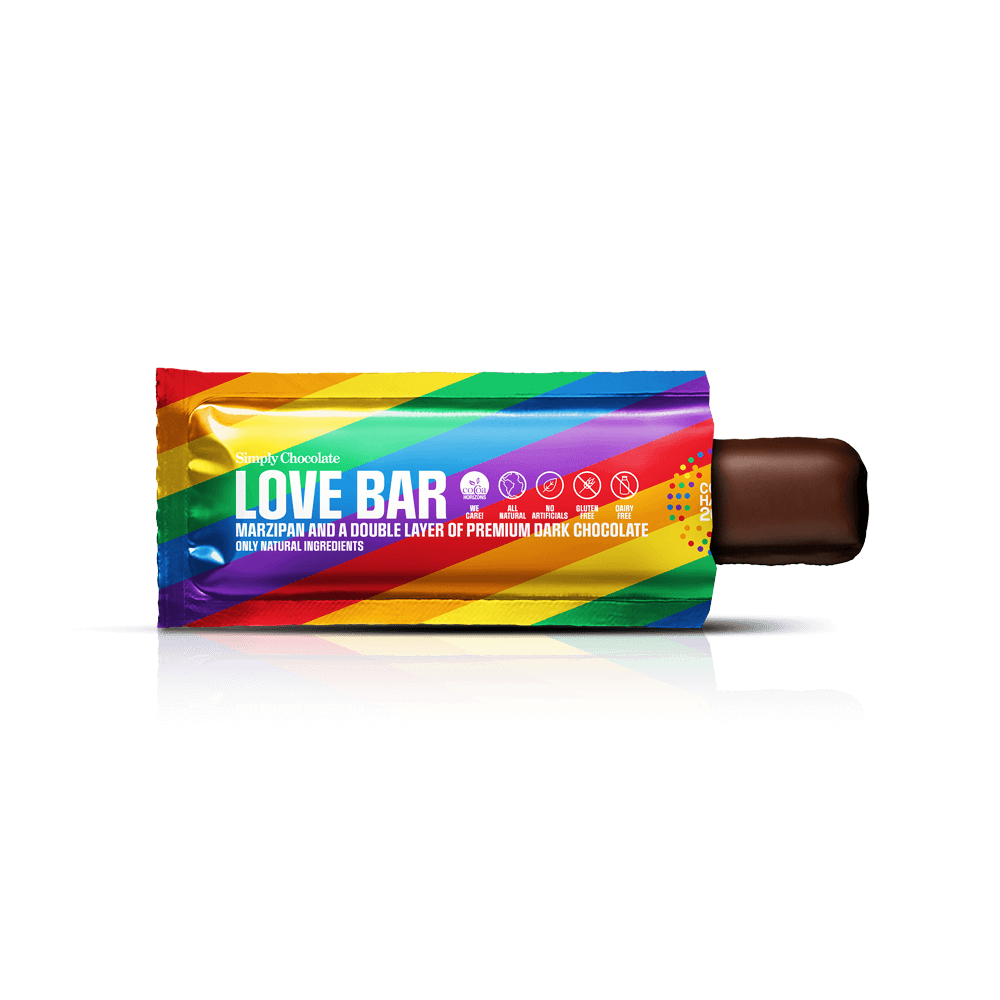 Simply Chocolate
LOVE BAR
cocoa
HORIZONS
WE CARE!
ALL NATURAL
NO ARTIFICIALS
GLUTEN FREE
DAIRY FREE
MARZIPAN AND A DOUBLE LAYER OF PREMIUM DARK CHOCOLATE
ONLY NATURAL INGREDIENTS